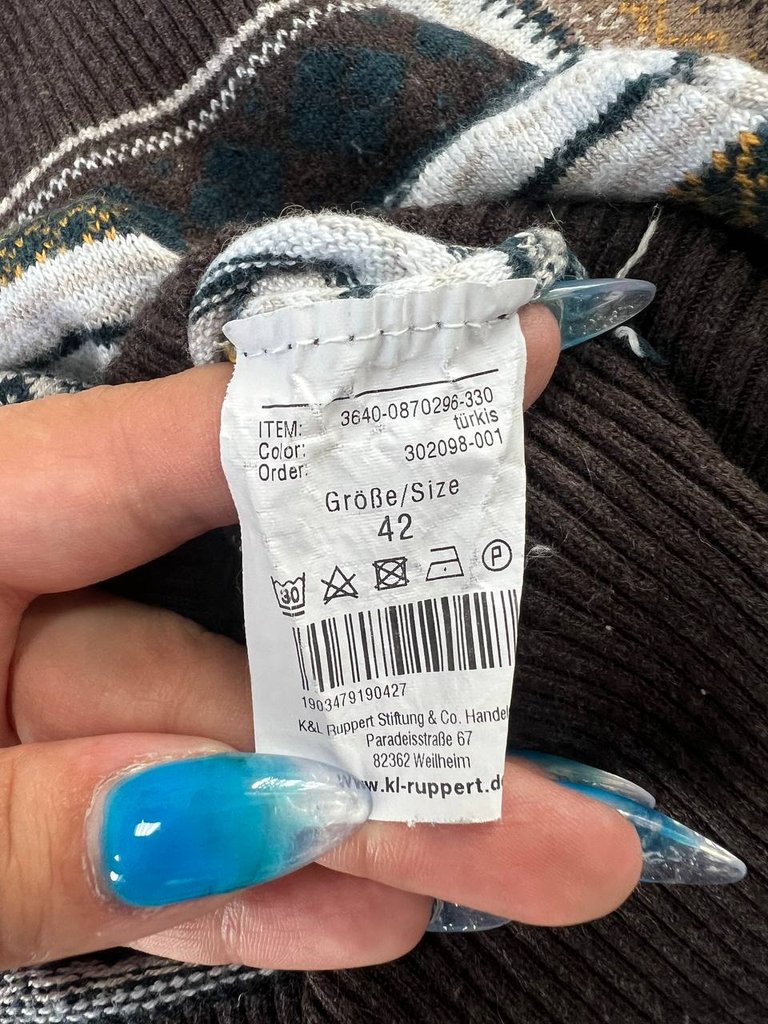 ITEM: 3640-0870296-330
Color: türkis
Order: 302098-001
Größe/Size
42
30
P
1903479190427
K&L Ruppert Stiftung & Co. Handel
Paradeisstraße 67
82362 Weilheim
www.kl-ruppert.de